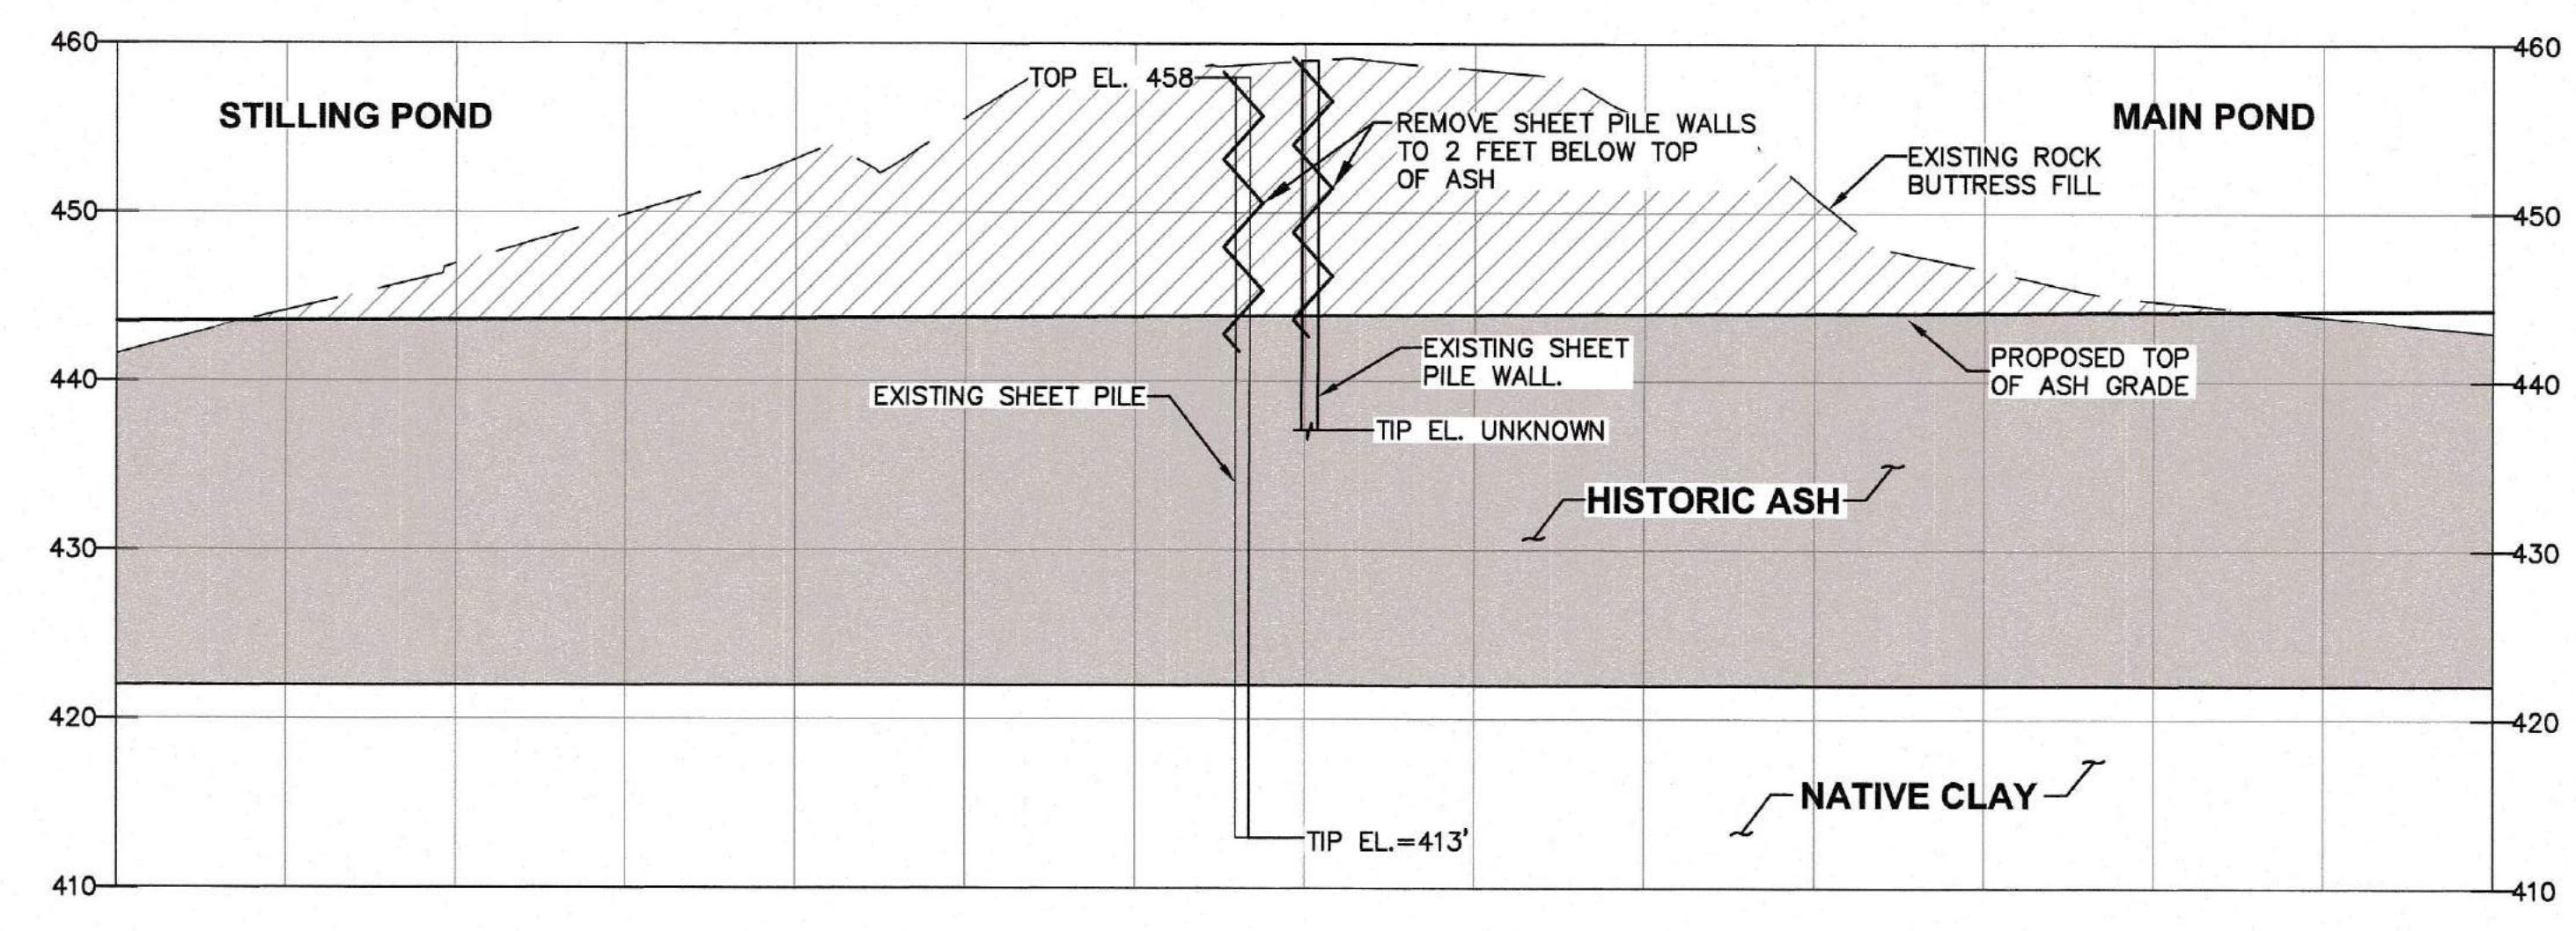 460
460
TOP EL. 458
STILLING POND
MAIN POND
REMOVE SHEET PILE WALLS
TO 2 FEET BELOW TOP
OF ASH
EXISTING ROCK
BUTTRESS FILL
450
450
EXISTING SHEET
PILE WALL.
PROPOSED TOP
OF ASH GRADE
440
440
EXISTING SHEET PILE
TIP EL. UNKNOWN
HISTORIC ASH
430
430
420
420
NATIVE CLAY
TIP EL.=413'
410
410